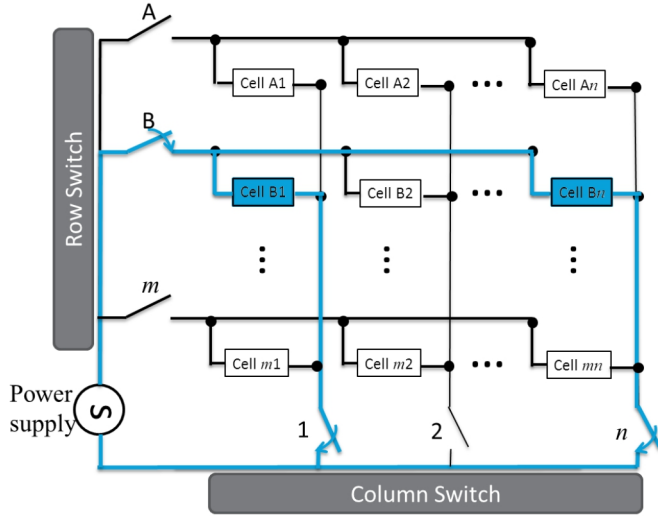 A
Cell A1
Cell A2
Cell An
Row Switch
B
Cell B1
Cell B2
Cell Bn
m
Cell m1
Cell m2
Cell mn
Power
supply
S
1
2
n
Column Switch